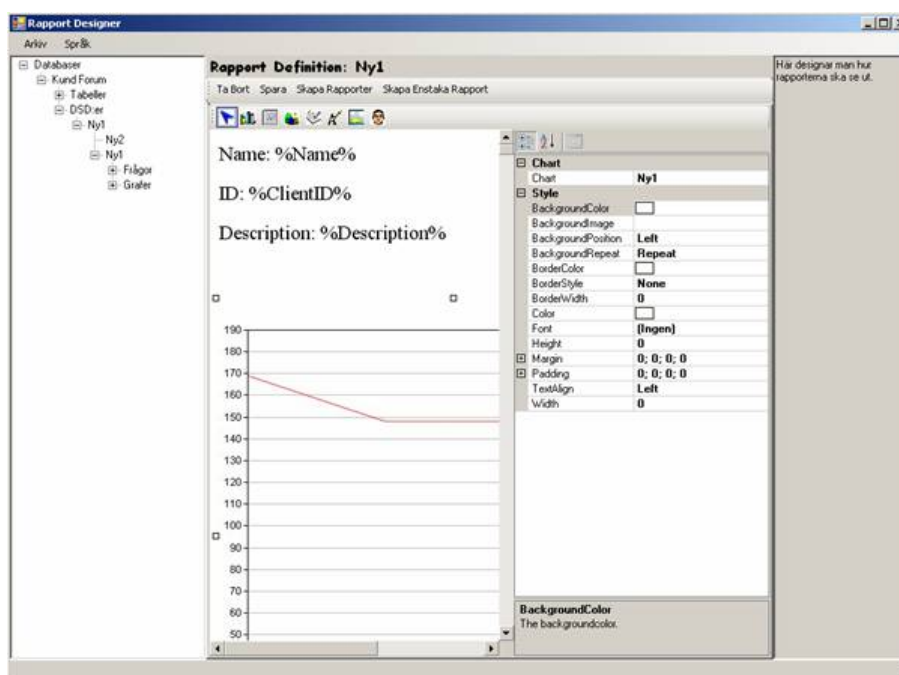 Rapport Designer
Arkiv Språk
Databaser
Kund Forum
Tabeller
DSD:er
Ny1
Ny2
Ny1
Frågor
Grafer
Rapport Definition: Ny1
Ta Bort Spara Skapa Rapporter Skapa Enstaka Rapport
Name: %Name%
ID: %ClientID%
Description: %Description%
190
180
170
160
150
140
130
120
110
100
90
80
70
60
50
Chart
Chart Ny1
Style
BackgroundColor
BackgroundImage
BackgroundPosition Left
BackgroundRepeat Repeat
BorderColor
BorderStyle None
BorderWidth 0
Color
Font (Ingen)
Height 0
Margin 0; 0; 0; 0
Padding 0; 0; 0; 0
TextAlign Left
Width 0
BackgroundColor
The backgroundcolor.
Här designar man hur
rapporterna ska se ut.